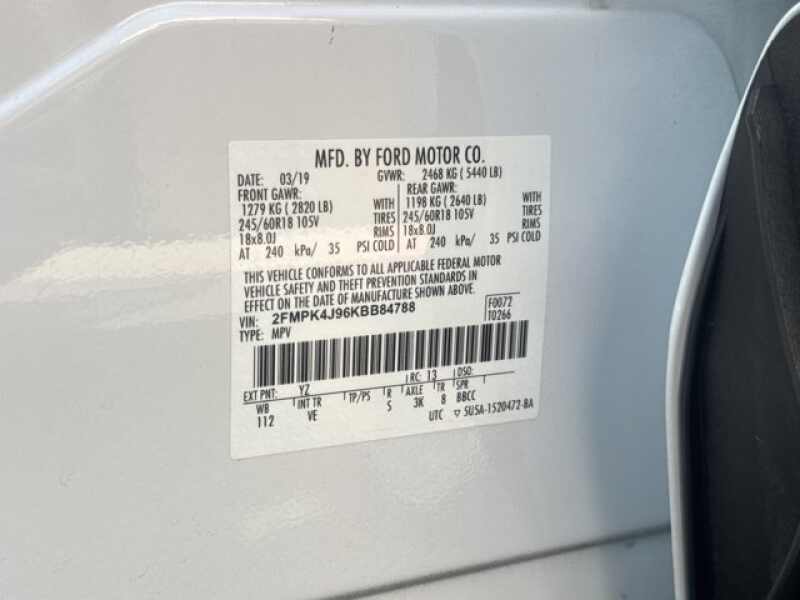 MFD. BY FORD MOTOR CO.
DATE: 03/19 GVWR: 2468 KG ( 5440 LB)
FRONT GAWR: REAR GAWR:
1279 KG ( 2820 LB) WITH 1198 KG ( 2640 LB) WITH
245/60R18 105V TIRES 245/60R18 105V TIRES
18x8.0J RIMS 18x8.0J RIMS
AT 240 kPa/ 35 PSI COLD AT 240 kPa/ 35 PSI COLD
THIS VEHICLE CONFORMS TO ALL APPLICABLE FEDERAL MOTOR
VEHICLE SAFETY AND THEFT PREVENTION STANDARDS IN
EFFECT ON THE DATE OF MANUFACTURE SHOWN ABOVE.
VIN: 2FMPK4J96KBB84788 F0072
TYPE: MPV T0266
EXT PNT: YZ RC: 13 DSO:
WB INT TR TP/PS R AXLE TR SPR
112 VE S 3K 8 BBCC
UTC ▽ 5USA-1520472-BA